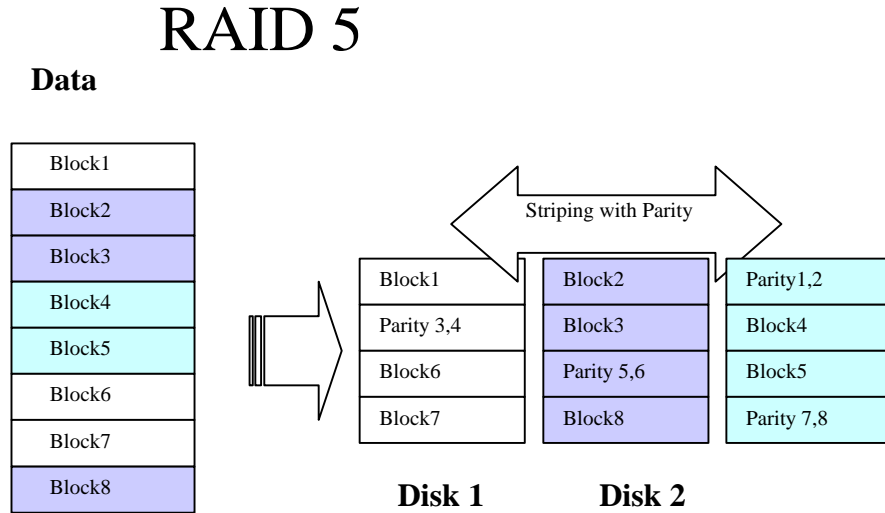 RAID 5
Data
Block1
Block2
Block3
Block4
Block5
Block6
Block7
Block8
Striping with Parity
Block1
Parity 3,4
Block6
Block7
Block2
Block3
Parity 5,6
Block8
Parity1,2
Block4
Block5
Parity 7,8
Disk 1
Disk 2